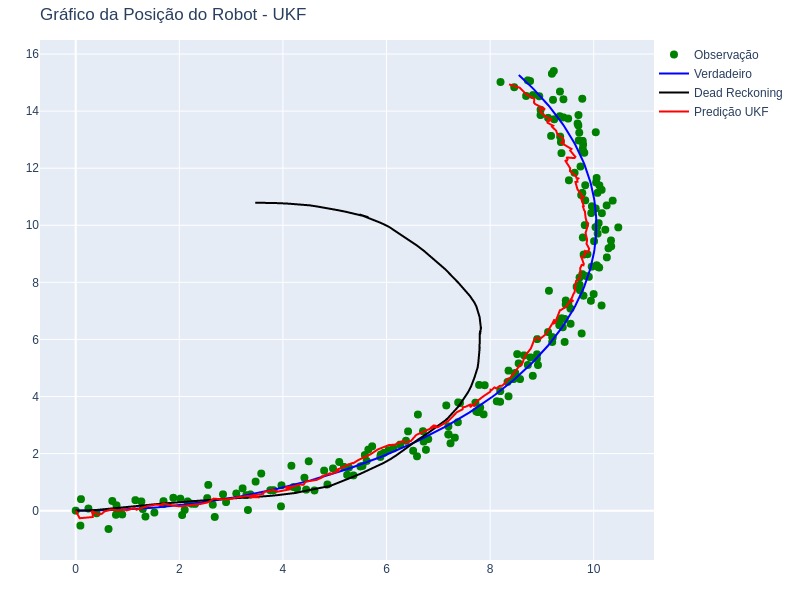 Gráfico da Posição do Robot - UKF
Observação
Verdadeiro
Dead Reckoning
Predição UKF
16
14
12
10
8
6
4
2
0
0 2 4 6 8 10